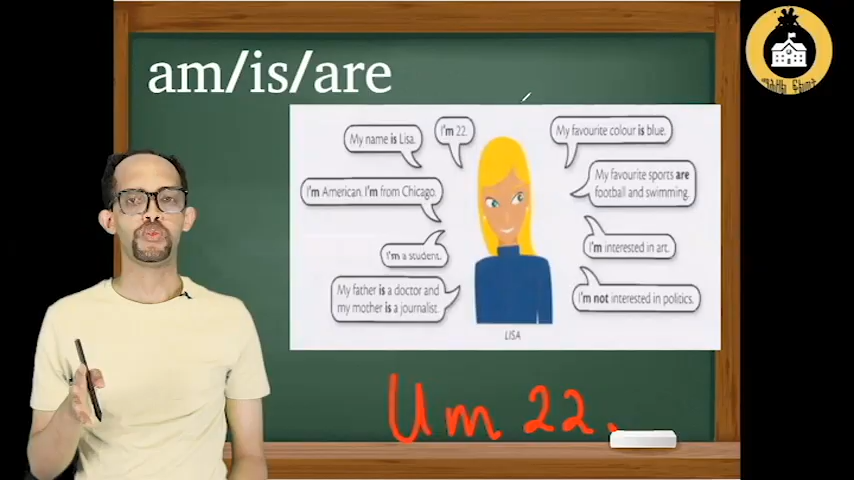 am/is/are
My name is Lisa.
I'm 22.
I'm American. I'm from Chicago.
I'm a student.
My father is a doctor and
my mother is a journalist.
My favourite colour is blue.
My favourite sports are
football and swimming.
I'm interested in art.
I'm not interested in politics.
LISA
Um 22.